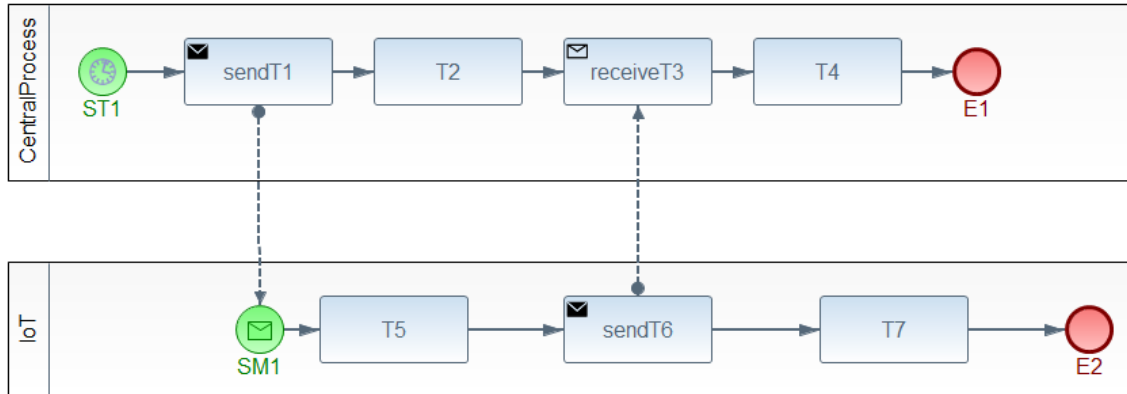 CentralProcess
sendT1
T2
receiveT3
T4
ST1
E1
IoT
T5
sendT6
T7
SM1
E2